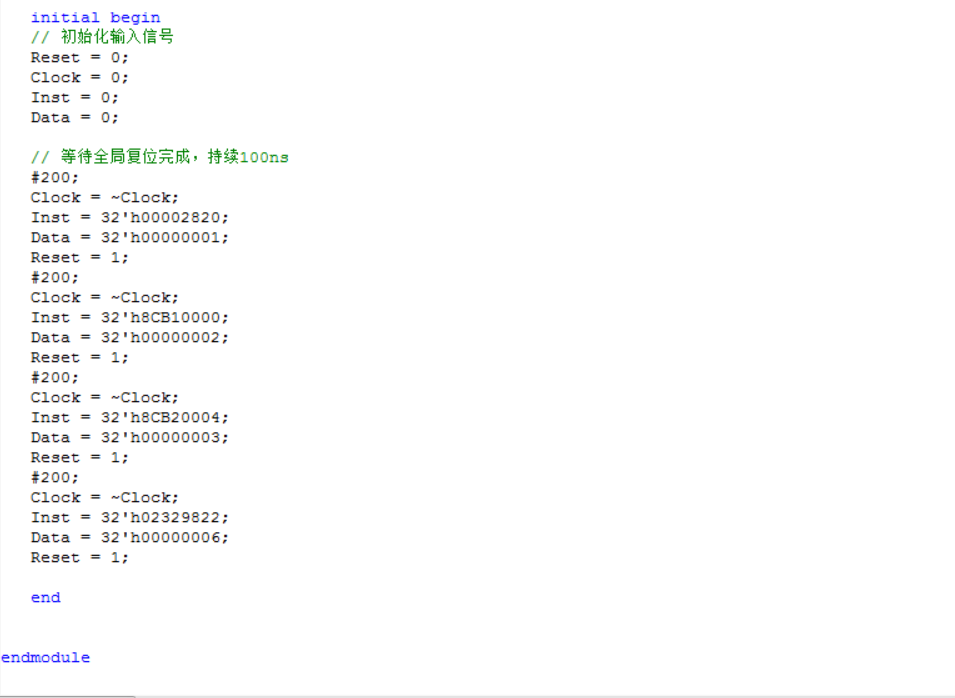 initial begin
// 初始化输入信号
Reset = 0;
Clock = 0;
Inst = 0;
Data = 0;
// 等待全局复位完成，持续100ns
#200;
Clock = ~Clock;
Inst = 32'h00002820;
Data = 32'h00000001;
Reset = 1;
#200;
Clock = ~Clock;
Inst = 32'h8CB10000;
Data = 32'h00000002;
Reset = 1;
#200;
Clock = ~Clock;
Inst = 32'h8CB20004;
Data = 32'h00000003;
Reset = 1;
#200;
Clock = ~Clock;
Inst = 32'h02329822;
Data = 32'h00000006;
Reset = 1;
end
endmodule